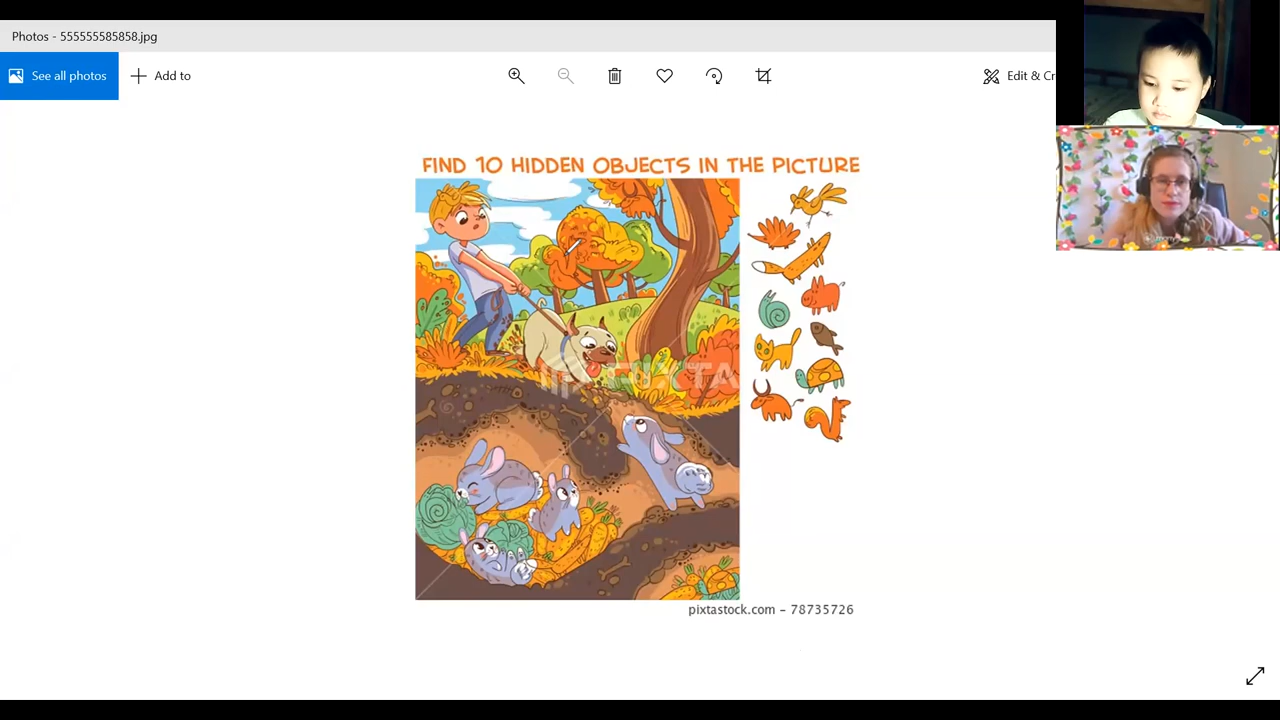 Photos - 555555585858.jpg
See all photos
Add to
Edit & Cr
FIND 10 HIDDEN OBJECTS IN THE PICTURE
PIXTA
pixtastock.com - 78735726